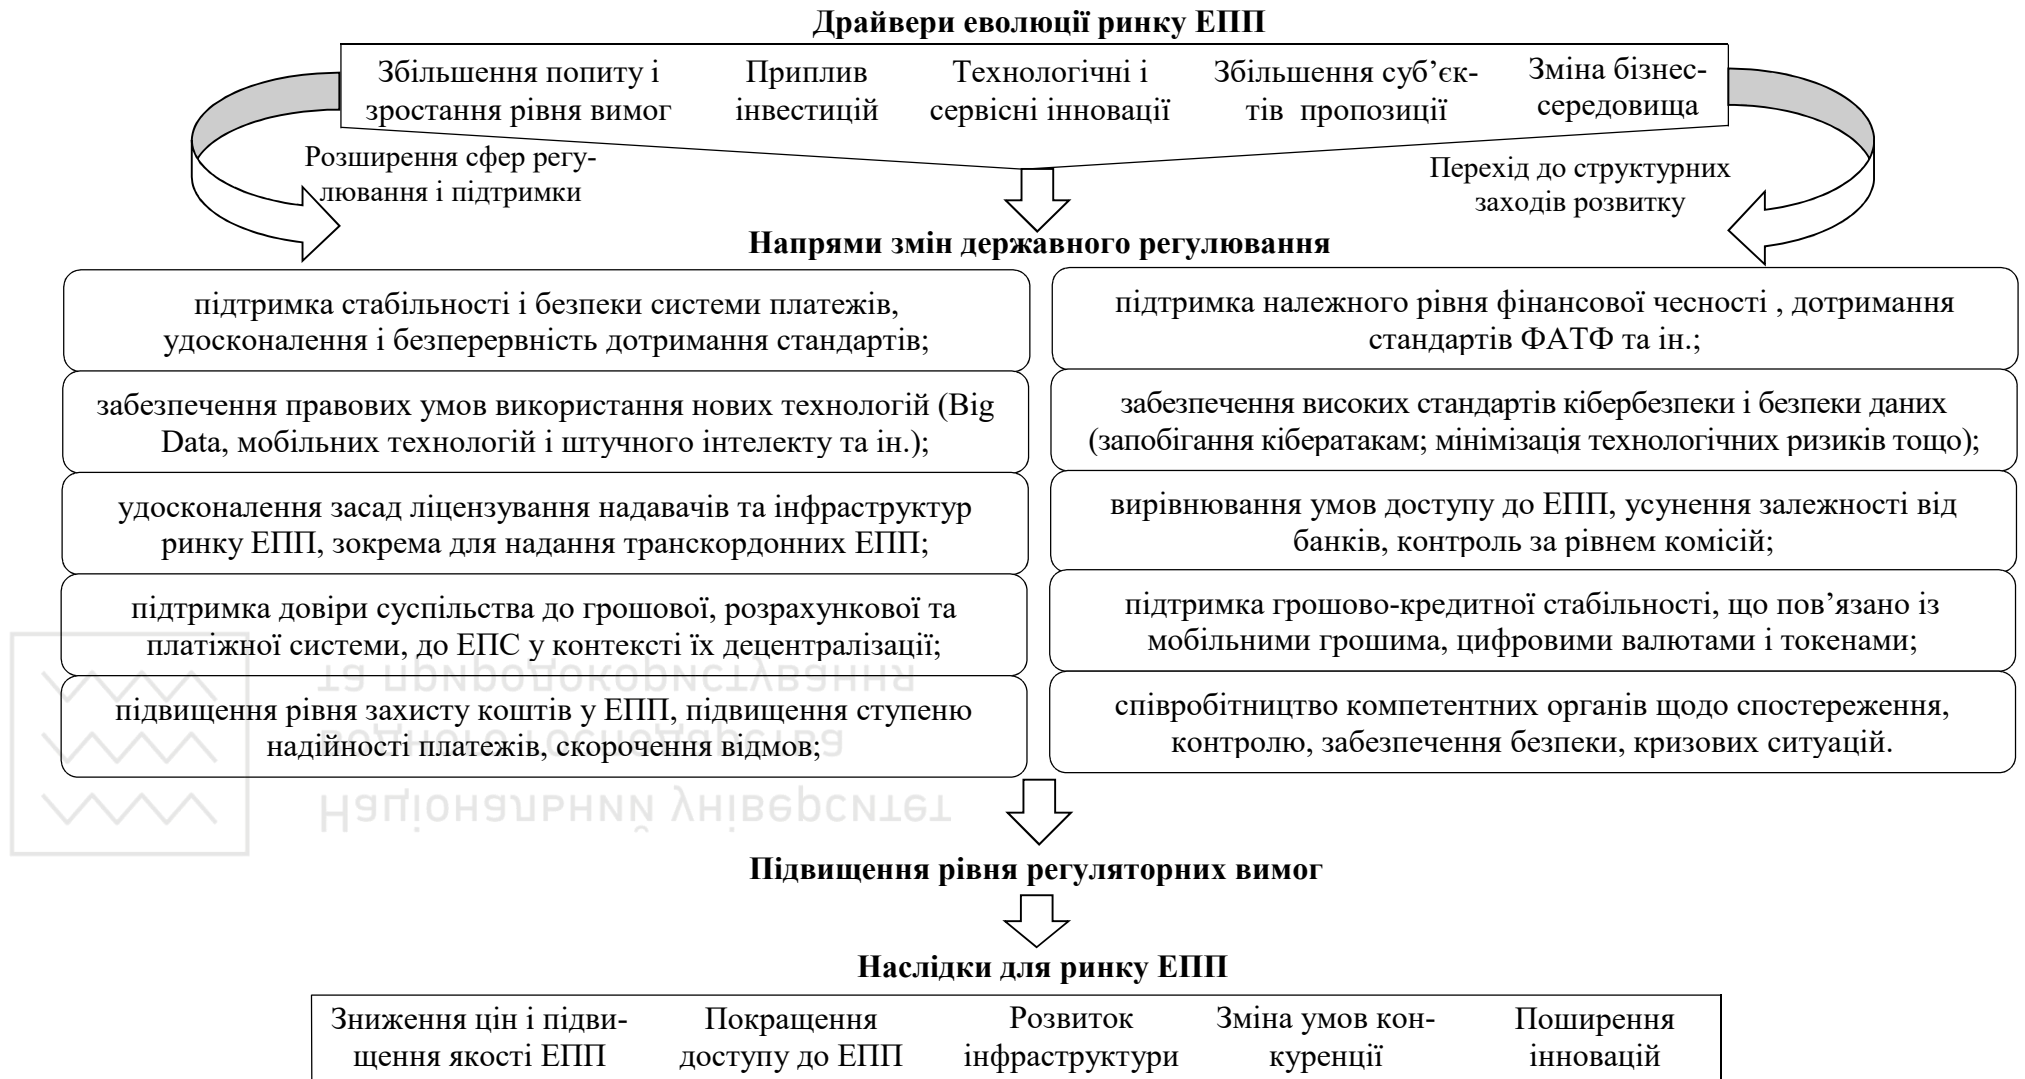 Драйвери еволюції ринку ЕПП
Збільшення попиту і
зростання рівня вимог
Приплив
інвестицій
Технологічні і
сервісні інновації
Збільшення суб’єк-
тів пропозиції
Зміна бізнес-
середовища
Розширення сфер регу-
лювання і підтримки
Перехід до структурних
заходів розвитку
Напрями змін державного регулювання
підтримка стабільності і безпеки системи платежів,
удосконалення і безперервність дотримання стандартів;
підтримка належного рівня фінансової чесності , дотримання
стандартів ФАТФ та ін.;
забезпечення правових умов використання нових технологій (Big
Data, мобільних технологій і штучного інтелекту та ін.);
забезпечення високих стандартів кібербезпеки і безпеки даних
(запобігання кібератакам; мінімізація технологічних ризиків тощо);
удосконалення засад ліцензування надавачів та інфраструктур
ринку ЕПП, зокрема для надання транскордонних ЕПП;
вирівнювання умов доступу до ЕПП, усунення залежності від
банків, контроль за рівнем комісій;
підтримка довіри суспільства до грошової, розрахункової та
платіжної системи, до ЕПС у контексті їх децентралізації;
підтримка грошово-кредитної стабільності, що пов’язано із
мобільними грошима, цифровими валютами і токенами;
підвищення рівня захисту коштів у ЕПП, підвищення ступеню
надійності платежів, скорочення відмов;
співробітництво компетентних органів щодо спостереження,
контролю, забезпечення безпеки, кризових ситуацій.
Національний університет
водного господарства
та природокористування
Підвищення рівня регуляторних вимог
Наслідки для ринку ЕПП
Зниження цін і підви-
щення якості ЕПП
Покращення
доступу до ЕПП
Розвиток
інфраструктури
Зміна умов кон-
куренції
Поширення
інновацій